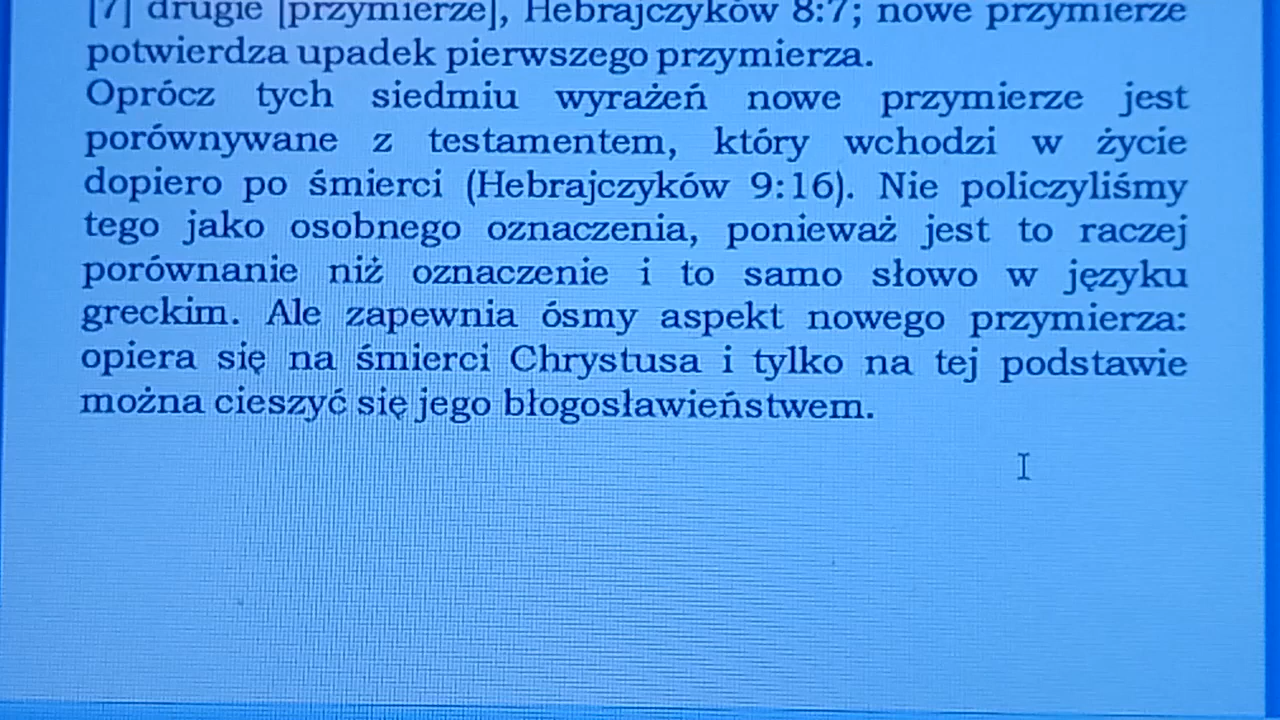 [7] drugie [przymierze], Hebrajczyków 8:7; nowe przymierze
potwierdza upadek pierwszego przymierza.
Oprócz tych siedmiu wyrażeń nowe przymierze jest
porównywane z testamentem, który wchodzi w życie
dopiero po śmierci (Hebrajczyków 9:16). Nie policzyliśmy
tego jako osobnego oznaczenia, ponieważ jest to raczej
porównanie niż oznaczenie i to samo słowo w języku
greckim. Ale zapewnia ósmy aspekt nowego przymierza:
opiera się na śmierci Chrystusa i tylko na tej podstawie
można cieszyć się jego błogosławieństwem.